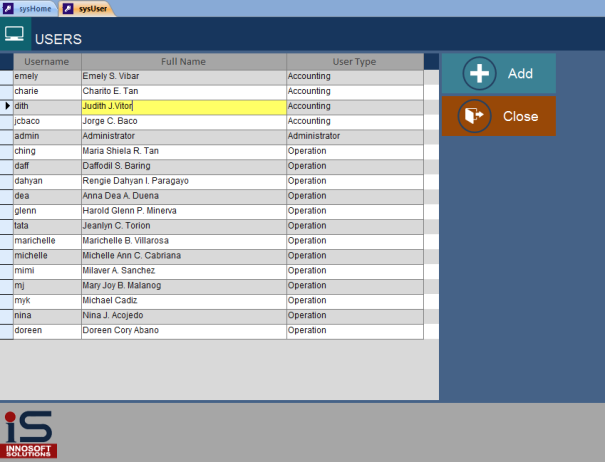 sysHome sysUser
USERS
Username Full Name User Type
emely Emely S. Vibar Accounting
charie Charito E. Tan Accounting
dith Judith J.Vitor Accounting
jcbaco Jorge C. Baco Accounting
admin Administrator Administrator
ching Maria Shiela R. Tan Operation
daff Daffodil S. Baring Operation
dahyan Rengie Dahyan I. Paragayo Operation
dea Anna Dea A. Duena Operation
glenn Harold Glenn P. Minerva Operation
tata Jeanlyn C. Torion Operation
marichelle Marichelle B. Villarosa Operation
michelle Michelle Ann C. Cabriana Operation
mimi Milaver A. Sanchez Operation
mj Mary Joy B. Malanog Operation
myk Michael Cadiz Operation
nina Nina J. Acojedo Operation
doreen Doreen Cory Abano Operation
Add
Close
iS
INNOSOFT
SOLUTIONS